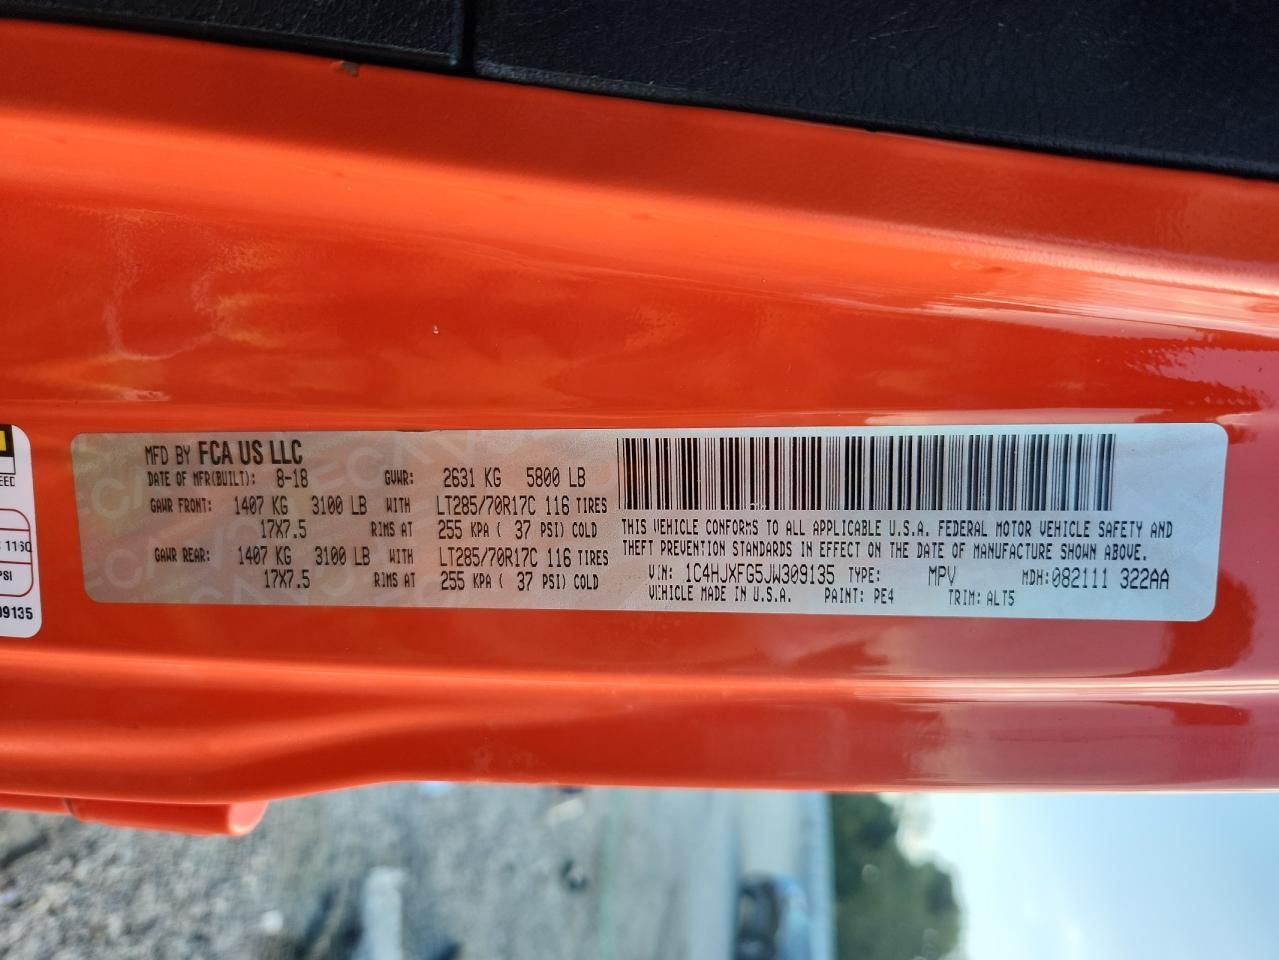 MFD BY FCA US LLC
DATE OF MFR(BUILT): 8-18 GVWR: 2631 KG 5800 LB
GAWR FRONT: 1407 KG 3100 LB WITH LT285/70R17C 116 TIRES
17X7.5 RIMS AT 255 KPA ( 37 PSI) COLD
GAWR REAR: 1407 KG 3100 LB WITH LT285/70R17C 116 TIRES
17X7.5 RIMS AT 255 KPA ( 37 PSI) COLD
THIS VEHICLE CONFORMS TO ALL APPLICABLE U.S.A. FEDERAL MOTOR VEHICLE SAFETY AND
THEFT PREVENTION STANDARDS IN EFFECT ON THE DATE OF MANUFACTURE SHOWN ABOVE.
VIN: 1C4HJXFG5JW309135 TYPE: MPV MDH: 082111 322AA
VEHICLE MADE IN U.S.A. PAINT: PE4 TRIM: ALT5
EED
116Q
PSI
09135